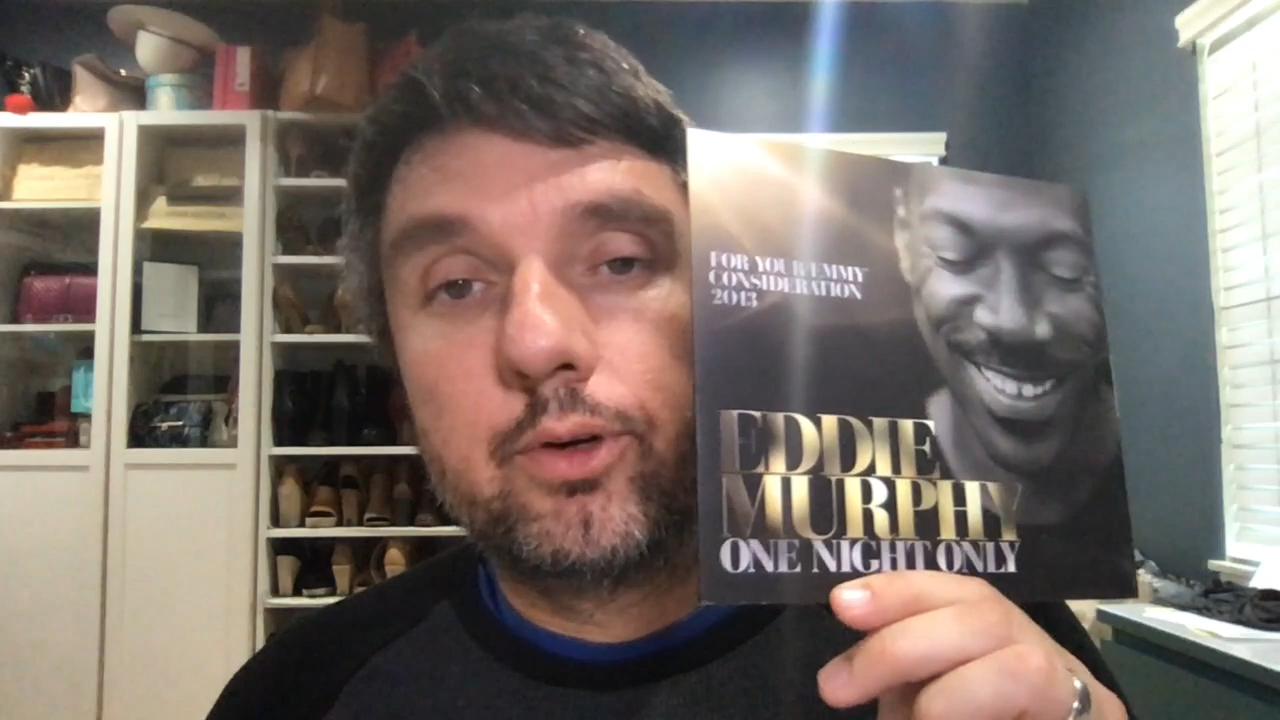 FOR YOUR EMMY
CONSIDERATION
2013
EDDIE
MURPHY
ONE NIGHT ONLY